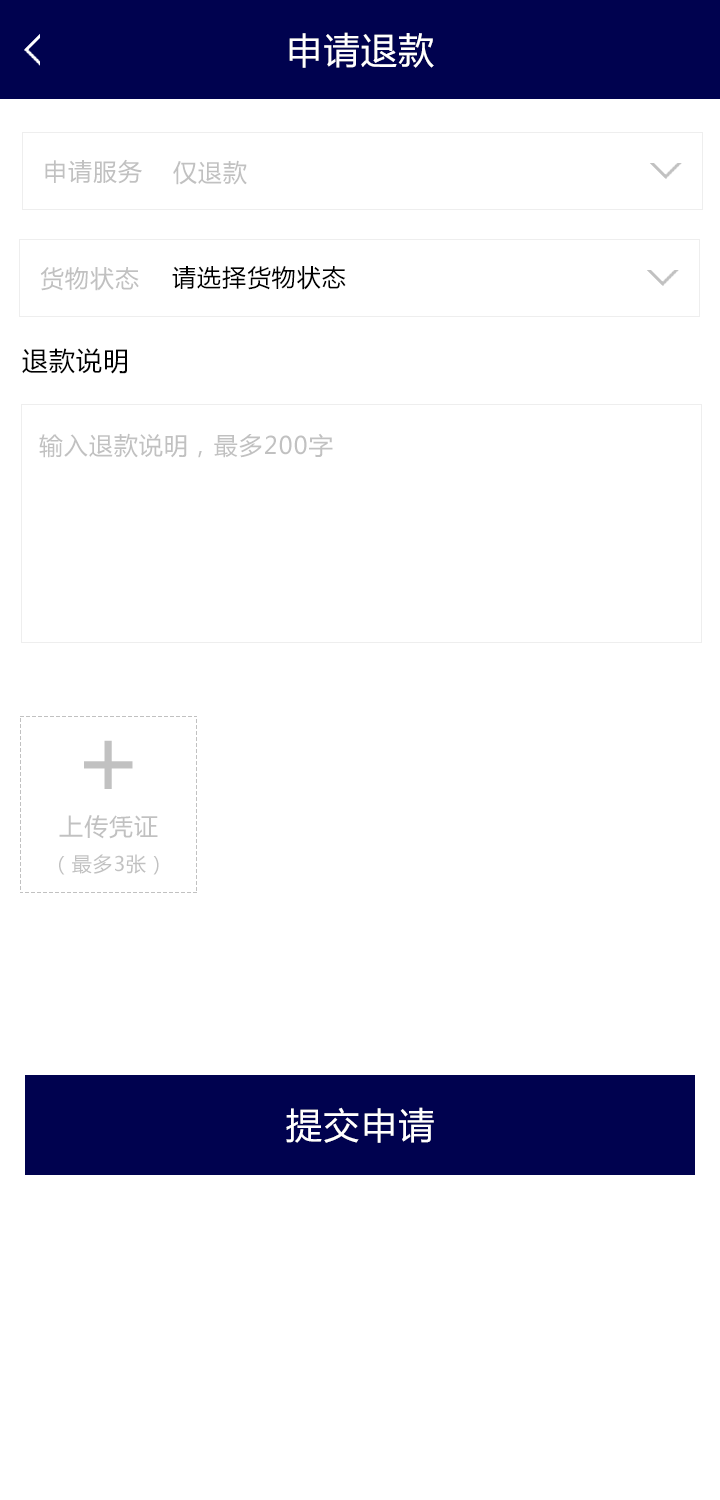 申请退款
申请服务 仅退款
货物状态 请选择货物状态
退款说明
输入退款说明，最多200字
上传凭证
（最多3张）
提交申请